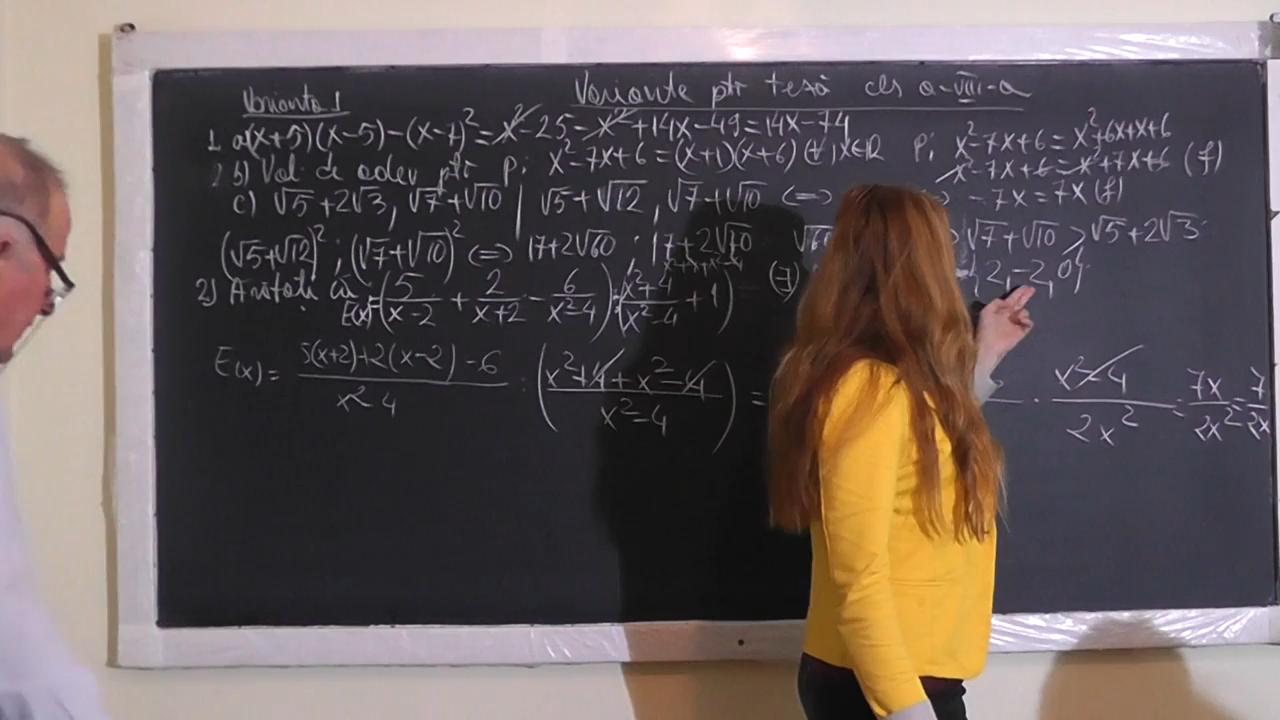 Varianta 1
Variante ptr teză cls a-VIII-a
1. a) (x+5)(x-5)-(x-7)²=x²-25-x²+14x-49=14x-74
2 b) Val de adev ptr p: x²-7x+6=(x+1)(x+6) (∀) x∈R
p: x²-7x+6=x²+6x+x+6
x²-7x+6=x²+7x+6 (f)
-7x=7x (f)
c) √5+2√3, √7+√10 | √5+√12, √7+√10 ⇔
(√5+√12)²; (√7+√10)² ⇔ 17+2√60 ; 17+2√70
√7+√10 > √5+2√3
2) Arătați că E(x)=(5/(x-2) + 2/(x+2) - 6/(x²-4)):((x²+4)/(x²-4) + 1) (∀)
2,-2,0}
E(x)= (5(x+2)+2(x-2)-6)/(x²-4) : ((x²+4+x²-4)/(x²-4)) =
· (x²-4)/(2x²) = 7x/2x² = 7/2x